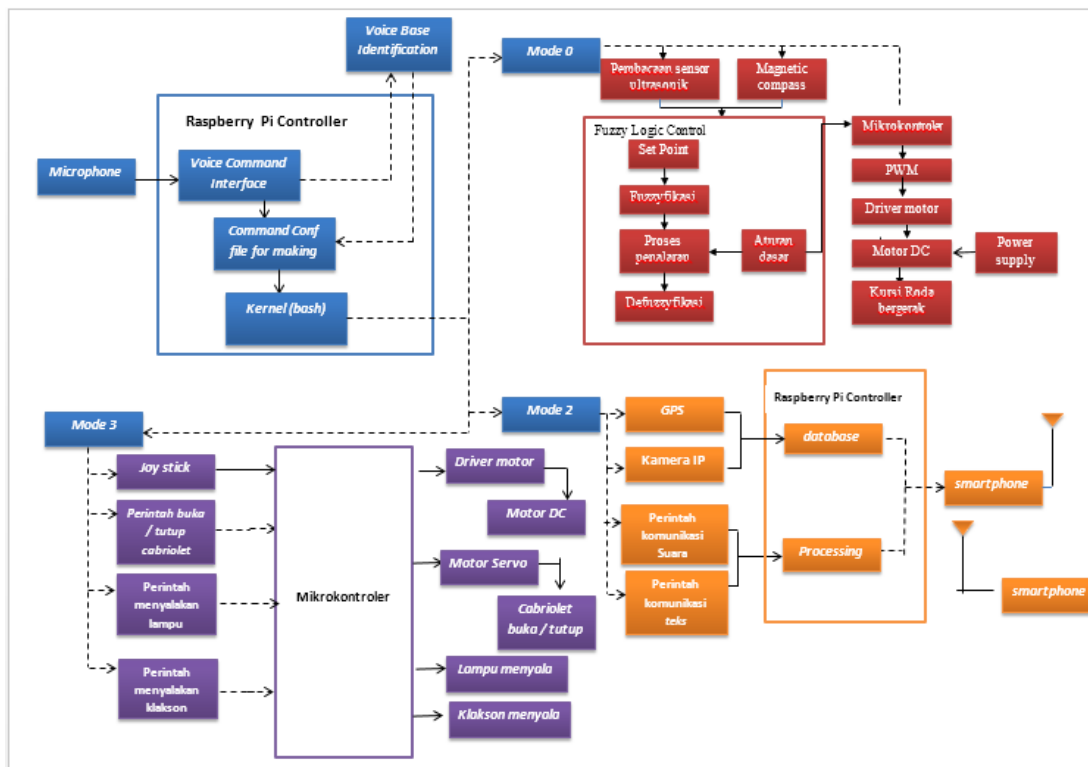 Voice Base
Identification
Raspberry Pi Controller
Microphone
Voice Command
Interface
Command Conf
file for making
Kernel (bash)
Mode 0
Pembacaan sensor
ultrasonik
Magnetic
compass
Fuzzy Logic Control
Set Point
Fuzzyfikasi
Proses
penalaran
Aturan
dasar
Defuzzyfikasi
Mikrokontroler
PWM
Driver motor
Motor DC
Power
supply
Kursi Roda
bergerak
Mode 3
Joy stick
Perintah buka
/ tutup
cabriolet
Perintah
menyalakan
lampu
Perintah
menyalakan
klakson
Mikrokontroler
Driver motor
Motor DC
Motor Servo
Cabriolet
buka / tutup
Lampu menyala
Klakson menyala
Mode 2
GPS
Kamera IP
Perintah
komunikasi
Suara
Perintah
komunikasi
teks
Raspberry Pi Controller
database
Processing
smartphone
smartphone